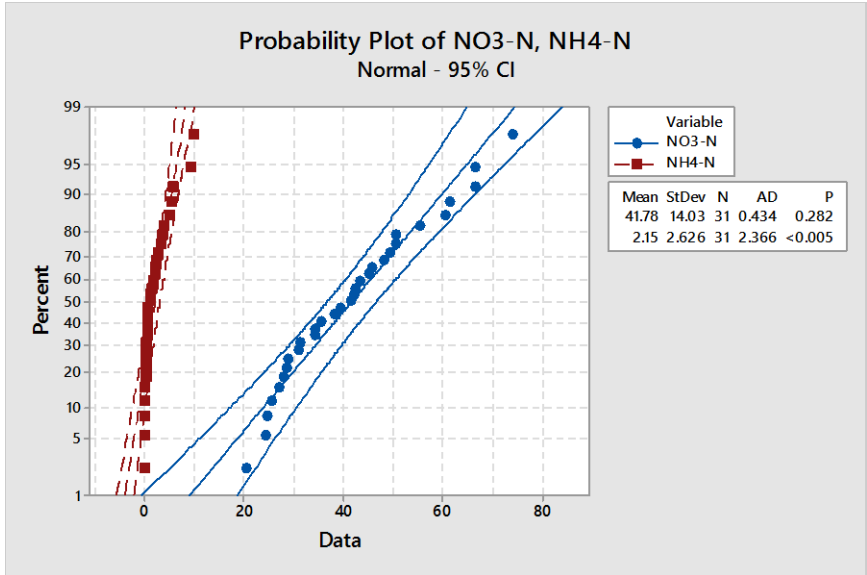 Probability Plot of NO3-N, NH4-N
Normal - 95% CI
99
95
90
80
70
60
50
40
30
20
10
5
1
Percent
0 20 40 60 80
Data
Variable
NO3-N
NH4-N
Mean StDev N AD P
41.78 14.03 31 0.434 0.282
2.15 2.626 31 2.366 <0.005